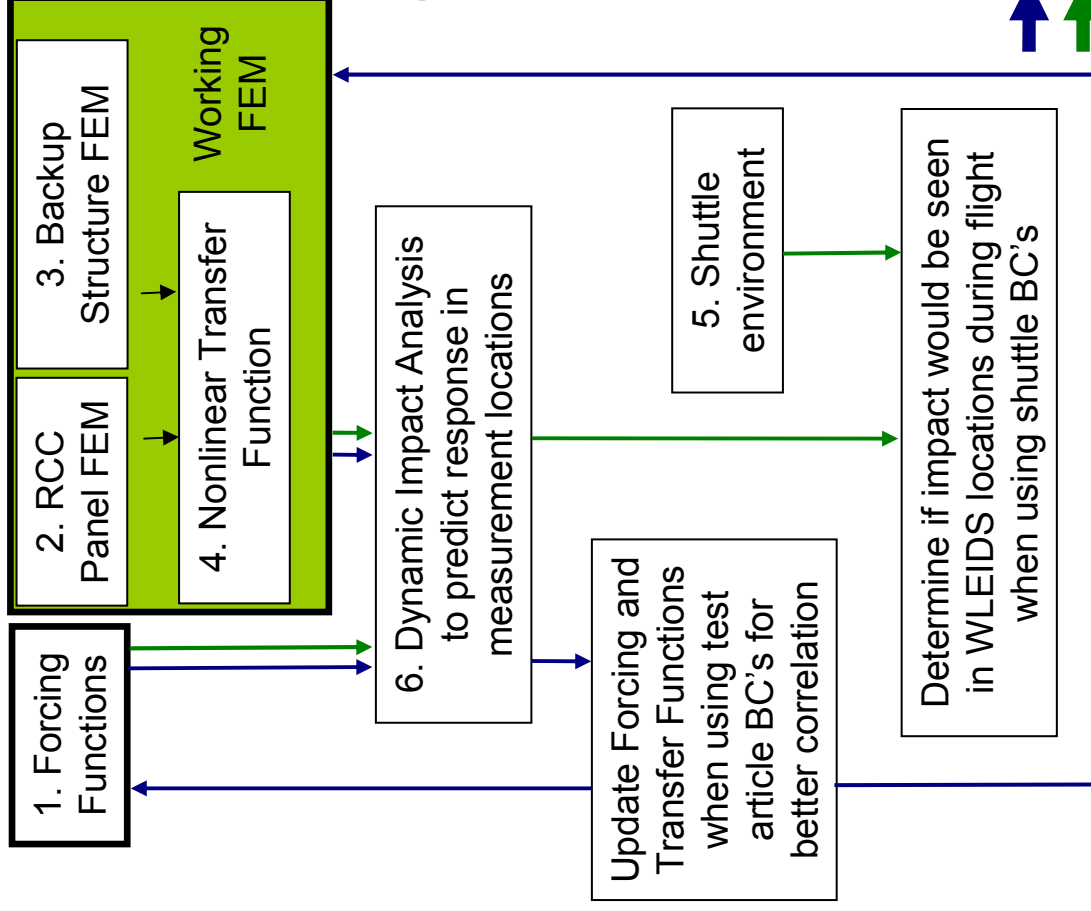 1. Forcing
Functions
2. RCC
Panel FEM
3. Backup
Structure FEM
4. Nonlinear Transfer
Function
Working
FEM
6. Dynamic Impact Analysis
to predict response in
measurement locations
Update Forcing and
Transfer Functions
when using test
article BC's for
better correlation
5. Shuttle
environment
Determine if impact would be seen
in WLEIDS locations during flight
when using shuttle BC's